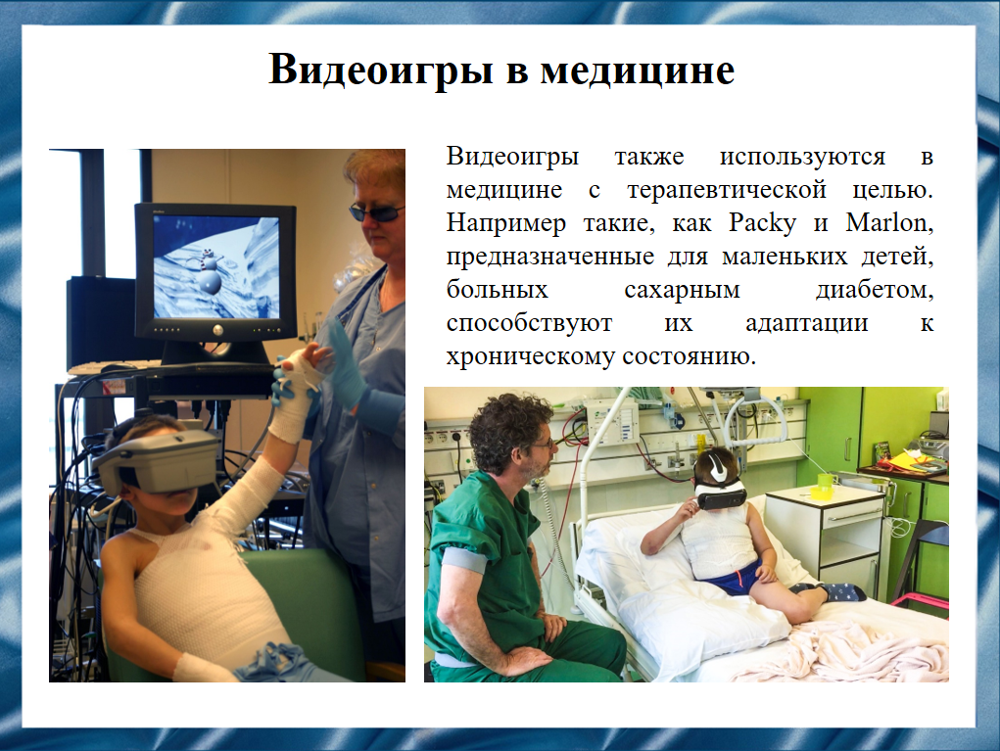 Видеоигры в медицине
Видеоигры также используются в
медицине с терапевтической целью.
Например такие, как Packy и Marlon,
предназначенные для маленьких детей,
больных сахарным диабетом,
способствуют их адаптации к
хроническому состоянию.